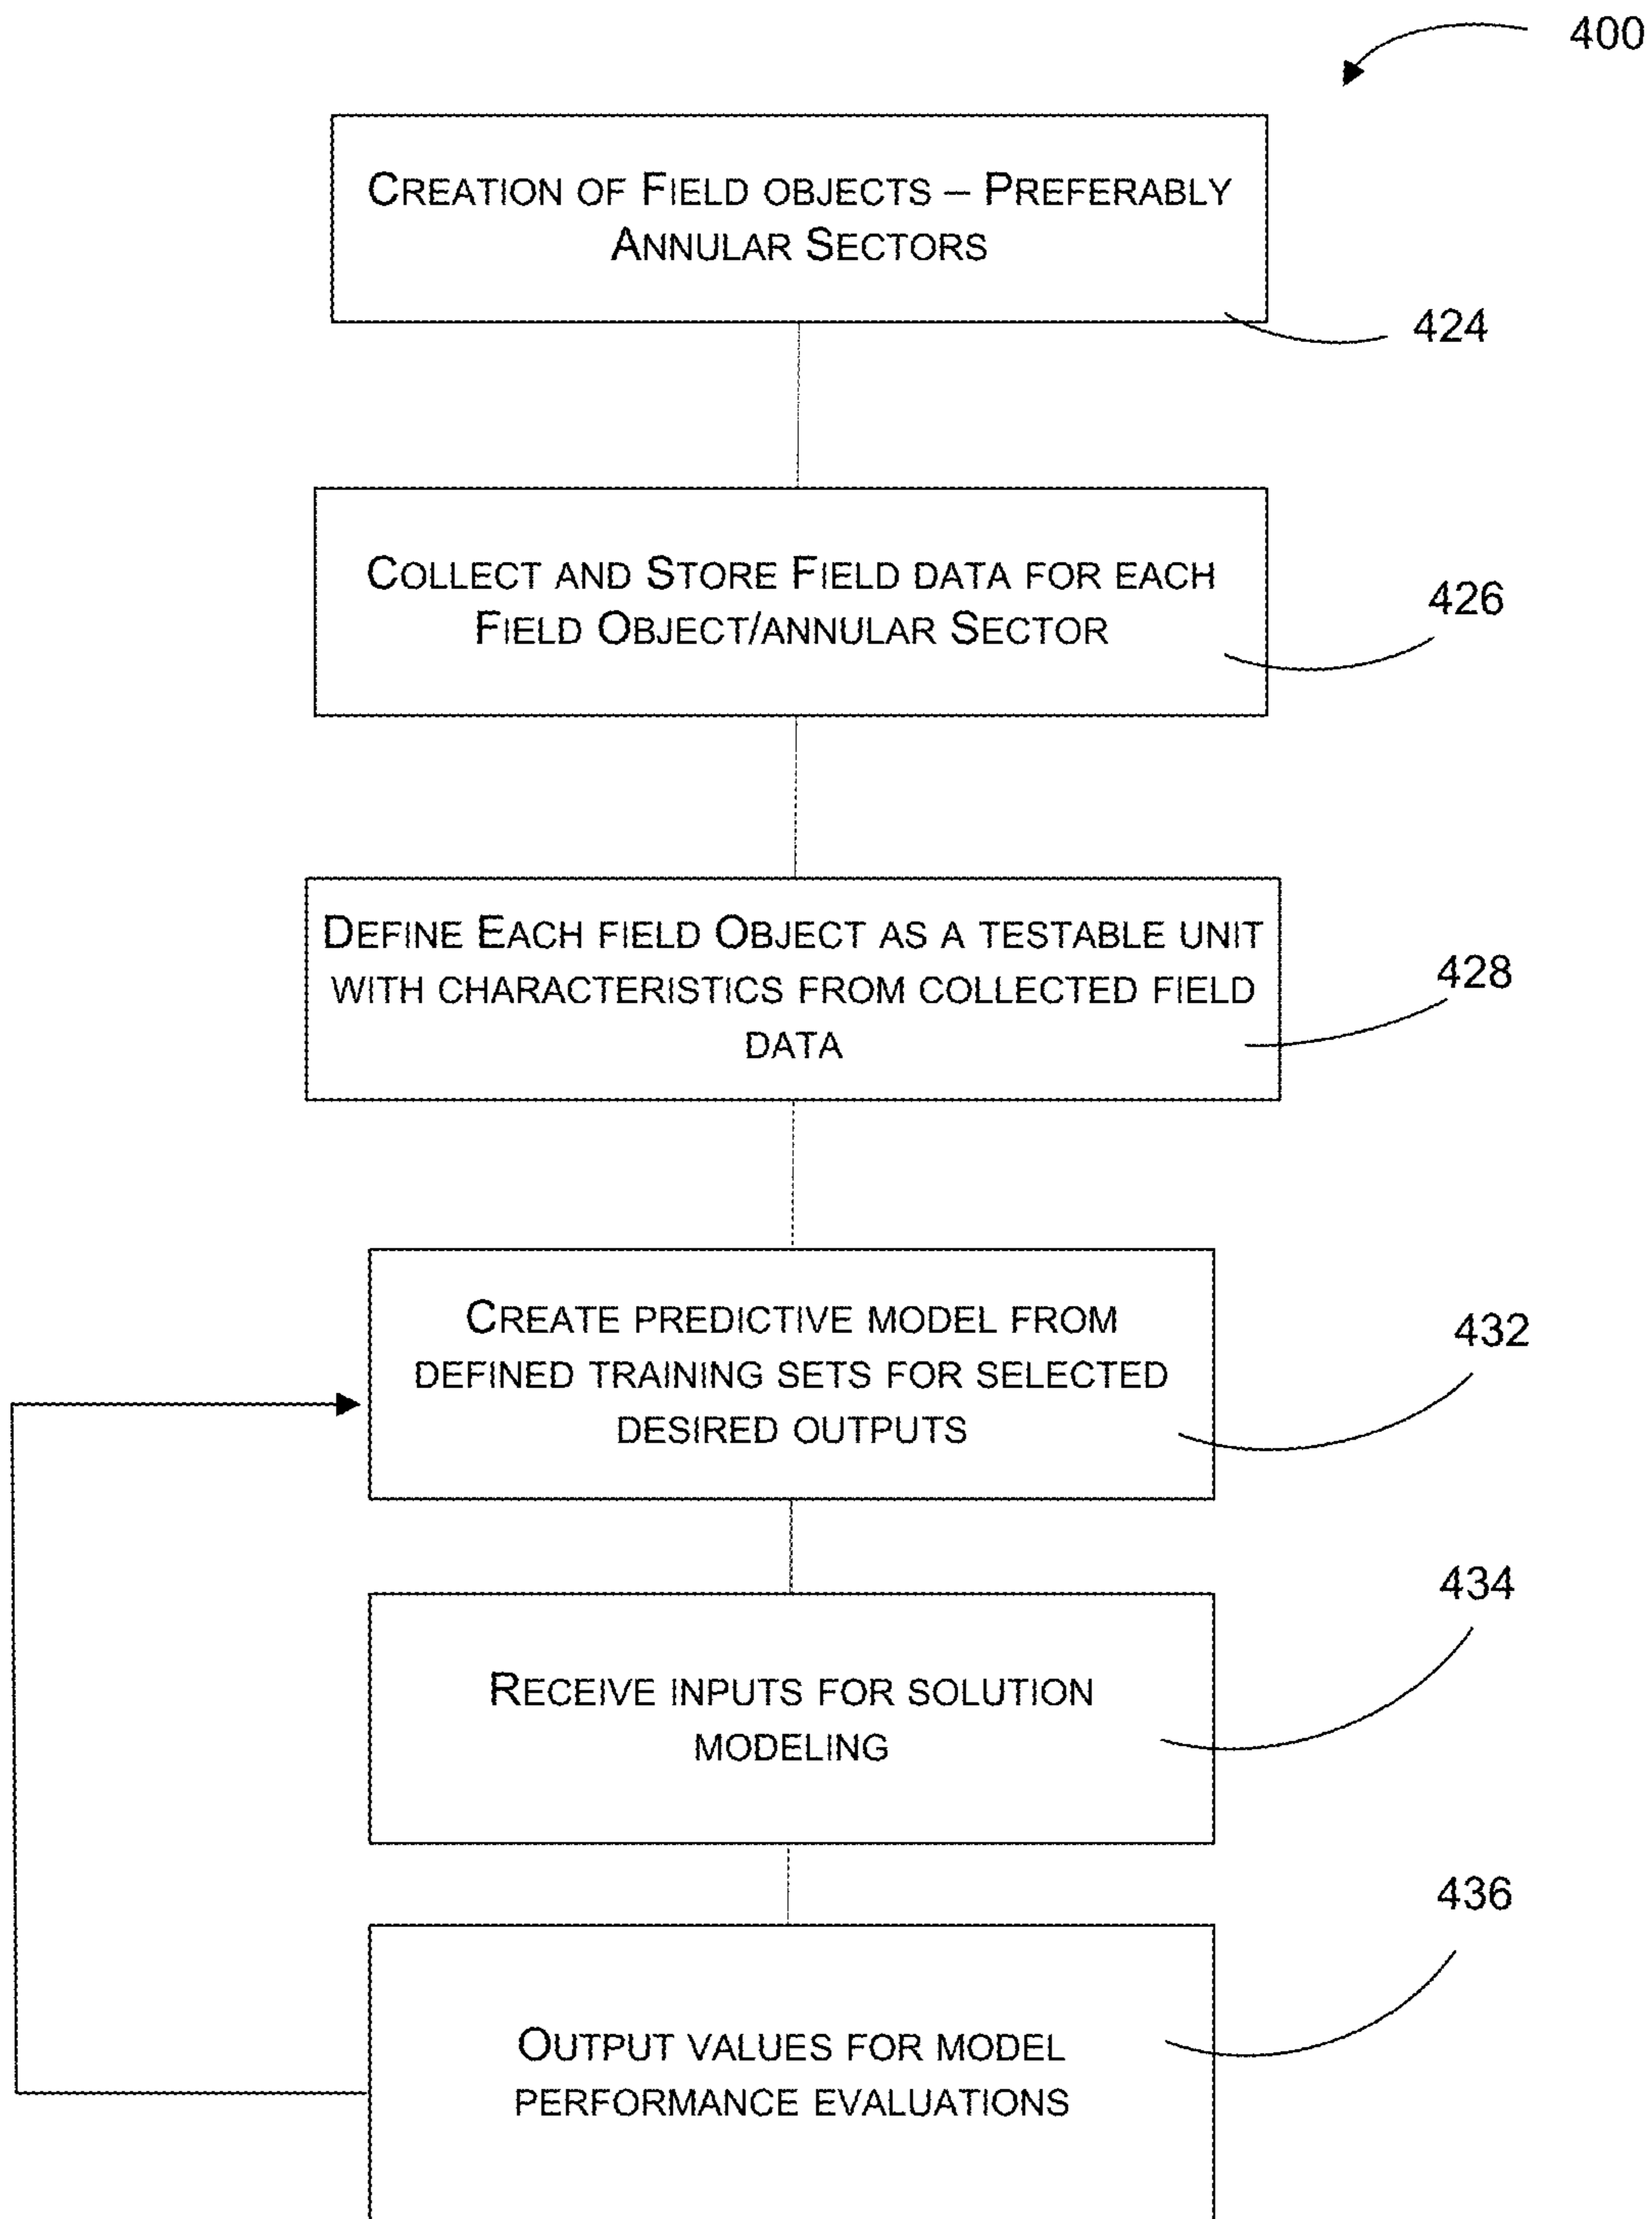 400
CREATION OF FIELD OBJECTS – PREFERABLY
ANNULAR SECTORS
424
COLLECT AND STORE FIELD DATA FOR EACH
FIELD OBJECT/ANNULAR SECTOR
426
DEFINE EACH FIELD OBJECT AS A TESTABLE UNIT
WITH CHARACTERISTICS FROM COLLECTED FIELD
DATA
428
CREATE PREDICTIVE MODEL FROM
DEFINED TRAINING SETS FOR SELECTED
DESIRED OUTPUTS
432
RECEIVE INPUTS FOR SOLUTION
MODELING
434
OUTPUT VALUES FOR MODEL
PERFORMANCE EVALUATIONS
436